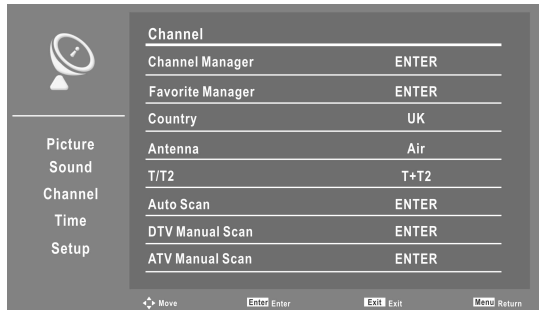 Picture
Sound
Channel
Time
Setup
Channel
Channel Manager ENTER
Favorite Manager ENTER
Country UK
Antenna Air
T/T2 T+T2
Auto Scan ENTER
DTV Manual Scan ENTER
ATV Manual Scan ENTER
Move Enter Enter Exit Exit Menu Return